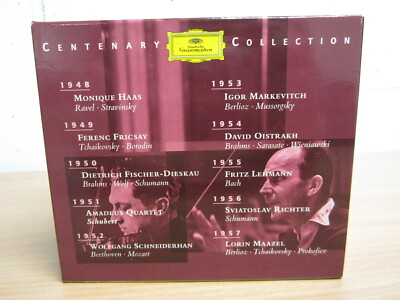 CENTENARY COLLECTION
Deutsche
Grammophon
1948
MONIQUE HAAS
Ravel · Stravinsky
1949
FERENC FRICSAY
Tchaikovsky · Borodin
1950
DIETRICH FISCHER-DIESKAU
Brahms · Wolf · Schumann
1951
AMADEUS QUARTET
Schubert
1952
WOLFGANG SCHNEIDERHAN
Beethoven · Mozart
1953
IGOR MARKEVITCH
Berlioz · Mussorgsky
1954
DAVID OISTRAKH
Brahms · Sarasate · Wieniawski
1955
FRITZ LEHMANN
Bach
1956
SVIATOSLAV RICHTER
Schumann
1957
LORIN MAAZEL
Berlioz · Tchaikovsky · Prokofiev